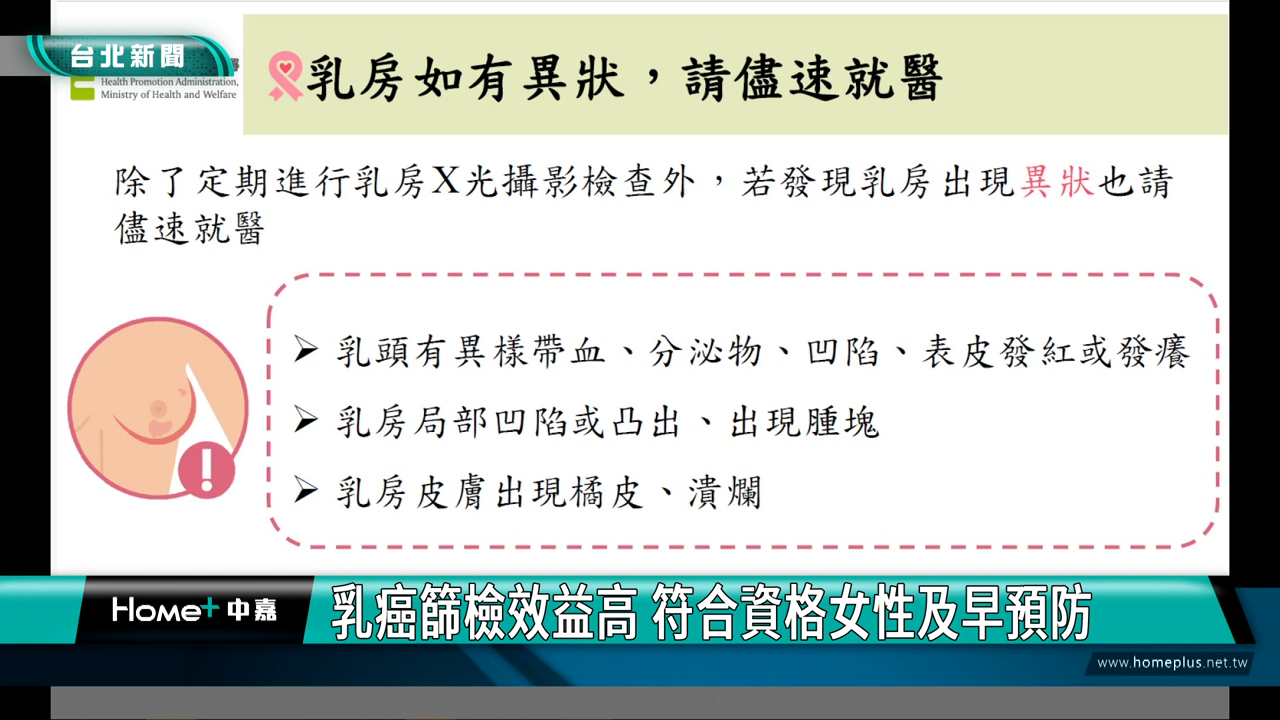 台北新聞
Health Promotion Administration,
Ministry of Health and Welfare
乳房如有異狀，請儘速就醫
除了定期進行乳房X光攝影檢查外，若發現乳房出現異狀也請
儘速就醫
➤ 乳頭有異樣帶血、分泌物、凹陷、表皮發紅或發癢
➤ 乳房局部凹陷或凸出、出現腫塊
➤ 乳房皮膚出現橘皮、潰爛
Home+ 中嘉
乳癌篩檢效益高 符合資格女性及早預防
www.homeplus.net.tw